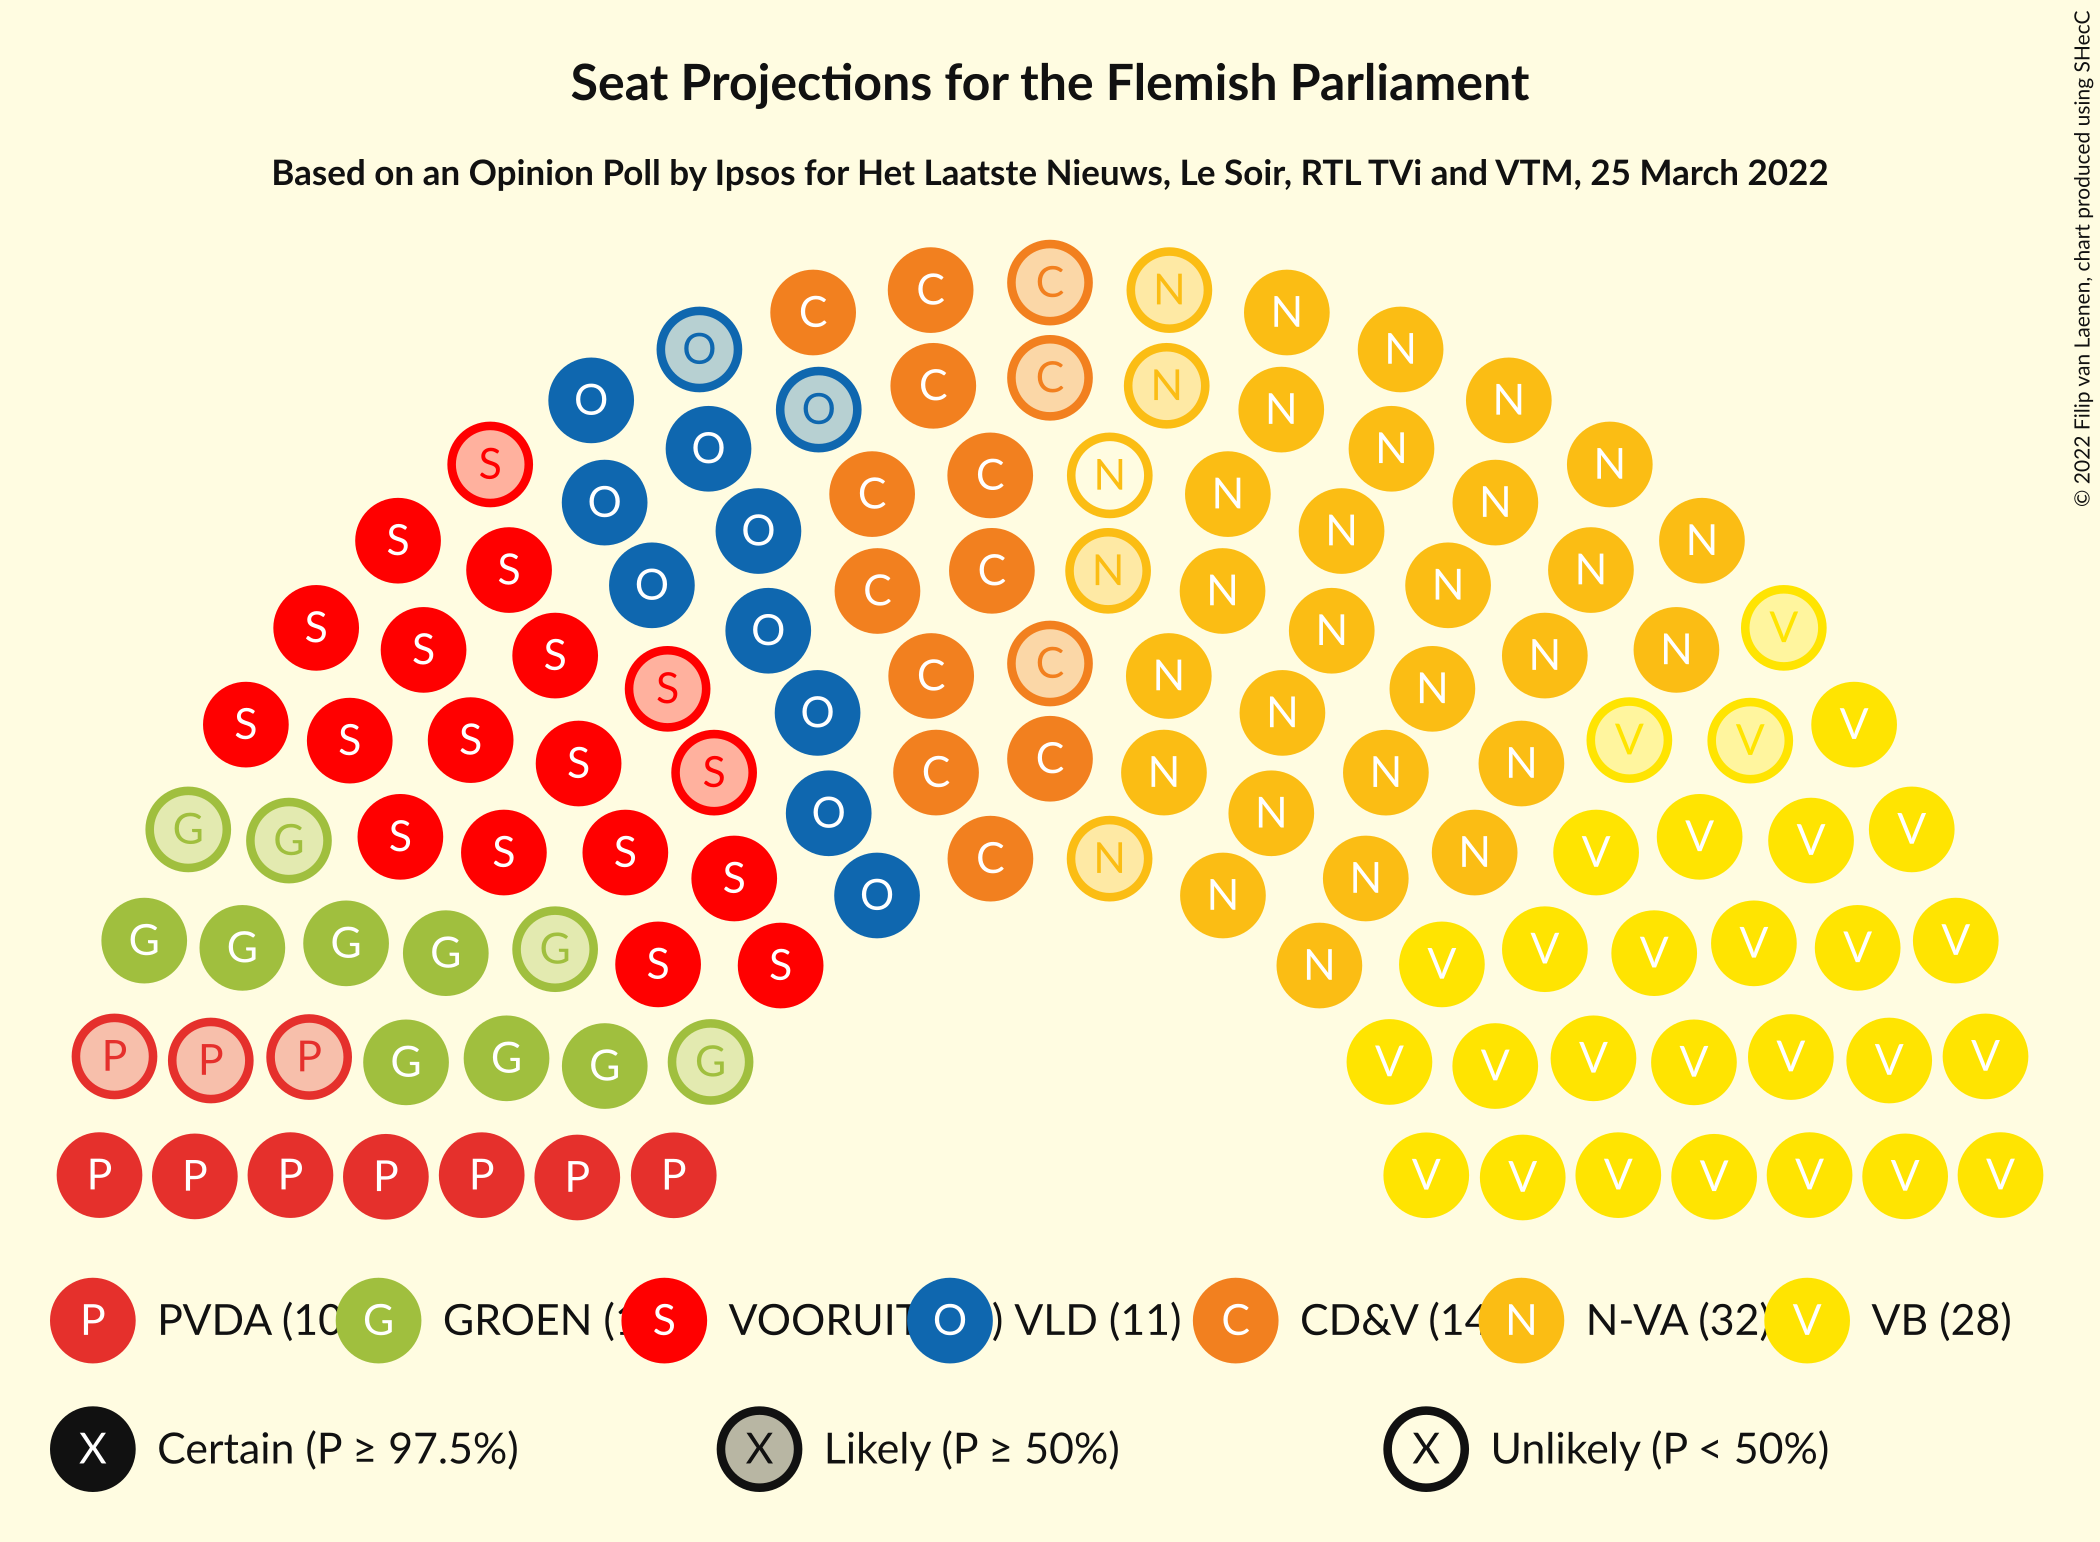 Seat Projections for the Flemish Parliament
Based on an Opinion Poll by Ipsos for Het Laatste Nieuws, Le Soir, RTL TVi and VTM, 25 March 2022
© 2022 Filip van Laenen, chart produced using SHecC
C C C N N N
O C C N N N
O O C C N N N N
S O O C C N N N N
S S O O C C N N N N
S S S O O C C N N N N V
S S S S S O C C N N N N V V V
G G S S S S O C N N N N V V V V
G G G G G S S O N N V V V V V V
P P P G G G G V V V V V V V
P P P P P P P V V V V V V V
P PVDA (10 G GROEN ( S VOORUIT O ) VLD (11) C CD&V (14 N N-VA (32) V VB (28)
X Certain (P ≥ 97.5%) X Likely (P ≥ 50%) X Unlikely (P < 50%)